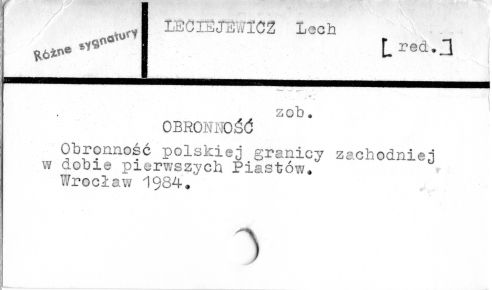 Różne sygnatury
LECIEJEWICZ Lech
[ red.]
zob.
OBRONNOŚĆ
Obronność polskiej granicy zachodniej
w dobie pierwszych Piastów.
Wrocław 1984.